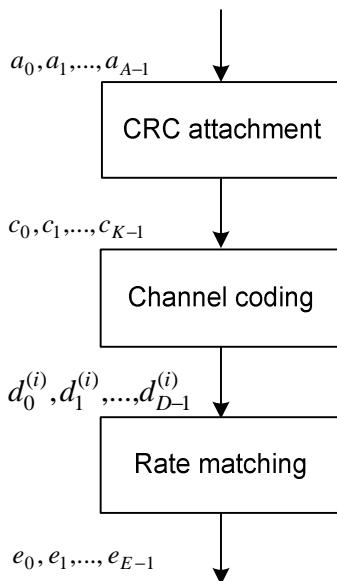 a_0, a_1, ..., a_{A-1}
CRC attachment
c_0, c_1, ..., c_{K-1}
Channel coding
d_0^{(i)}, d_1^{(i)}, ..., d_{D-1}^{(i)}
Rate matching
e_0, e_1, ..., e_{E-1}